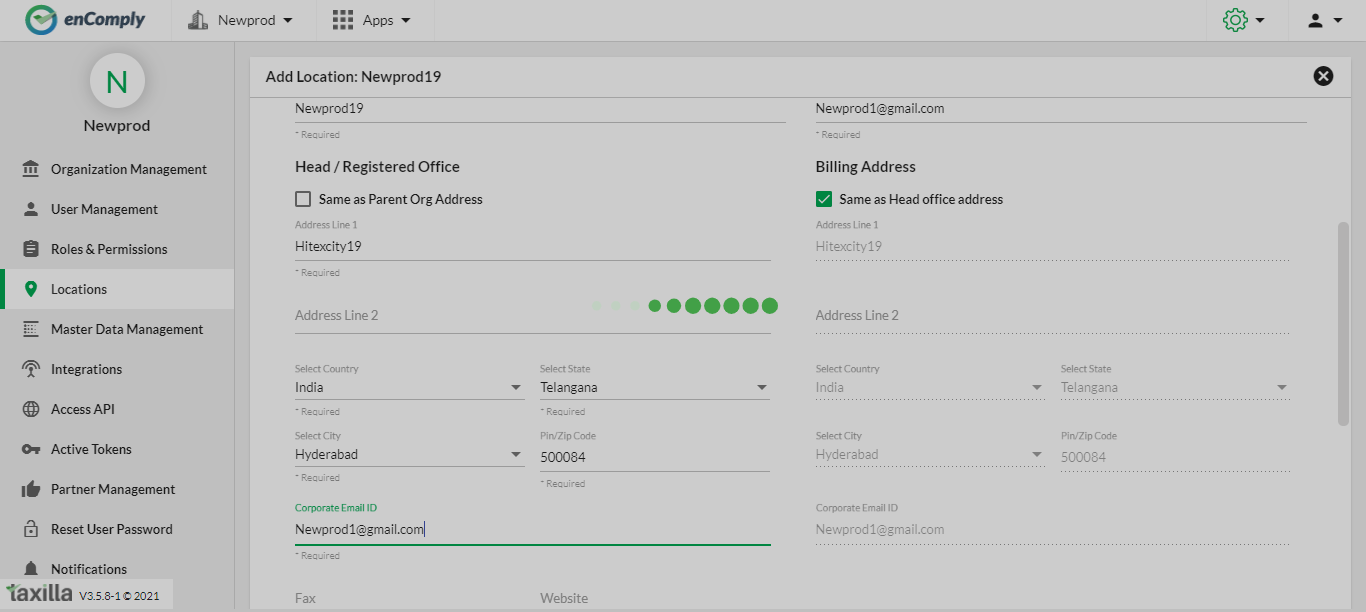 enComply
Newprod
Apps
N
Newprod
Organization Management
User Management
Roles & Permissions
Locations
Master Data Management
Integrations
Access API
Active Tokens
Partner Management
Reset User Password
Notifications
taxilla V3.5.8-1 © 2021
Add Location: Newprod19
Newprod19
* Required
Newprod1@gmail.com
* Required
Head / Registered Office
Same as Parent Org Address
Address Line 1
Hitexcity19
* Required
Address Line 2
Select Country
India
* Required
Select State
Telangana
* Required
Select City
Hyderabad
* Required
Pin/Zip Code
500084
* Required
Corporate Email ID
Newprod1@gmail.com
* Required
Fax
Website
Billing Address
Same as Head office address
Address Line 1
Hitexcity19
Address Line 2
Select Country
India
Select State
Telangana
Select City
Hyderabad
Pin/Zip Code
500084
Corporate Email ID
Newprod1@gmail.com